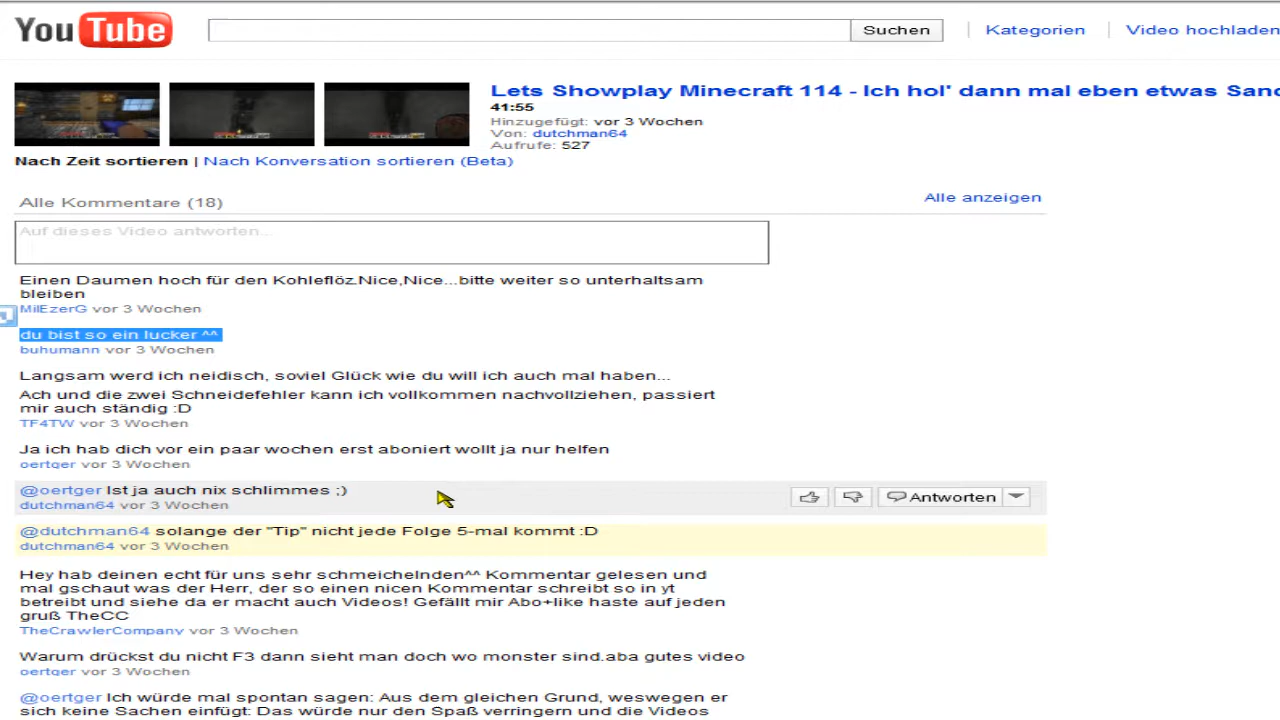 YouTube Suchen Kategorien Video hochladen
Lets Showplay Minecraft 114 - Ich hol' dann mal eben etwas Sand
41:55
Hinzugefügt: vor 3 Wochen
Von: dutchman64
Aufrufe: 527
Nach Zeit sortieren | Nach Konversation sortieren (Beta)
Alle Kommentare (18) Alle anzeigen
Auf dieses Video antworten...
Einen Daumen hoch für den Kohleflöz.Nice,Nice...bitte weiter so unterhaltsam
bleiben
MilEzerG vor 3 Wochen
du bist so ein lucker ^^
buhumann vor 3 Wochen
Langsam werd ich neidisch, soviel Glück wie du will ich auch mal haben...
Ach und die zwei Schneidefehler kann ich vollkommen nachvollziehen, passiert
mir auch ständig :D
TF4TW vor 3 Wochen
Ja ich hab dich vor ein paar wochen erst aboniert wollt ja nur helfen
oertger vor 3 Wochen
@oertger Ist ja auch nix schlimmes ;)
dutchman64 vor 3 Wochen
Antworten
@dutchman64 solange der "Tip" nicht jede Folge 5-mal kommt :D
dutchman64 vor 3 Wochen
Hey hab deinen echt für uns sehr schmeichelnden^^ Kommentar gelesen und
mal gschaut was der Herr, der so einen nicen Kommentar schreibt so in yt
betreibt und siehe da er macht auch Videos! Gefällt mir Abo+like haste auf jeden
gruß TheCC
TheCrawlerCompany vor 3 Wochen
Warum drückst du nicht F3 dann sieht man doch wo monster sind.aba gutes video
oertger vor 3 Wochen
@oertger Ich würde mal spontan sagen: Aus dem gleichen Grund, weswegen er
sich keine Sachen einfügt: Das würde nur den Spaß verringern und die Videos